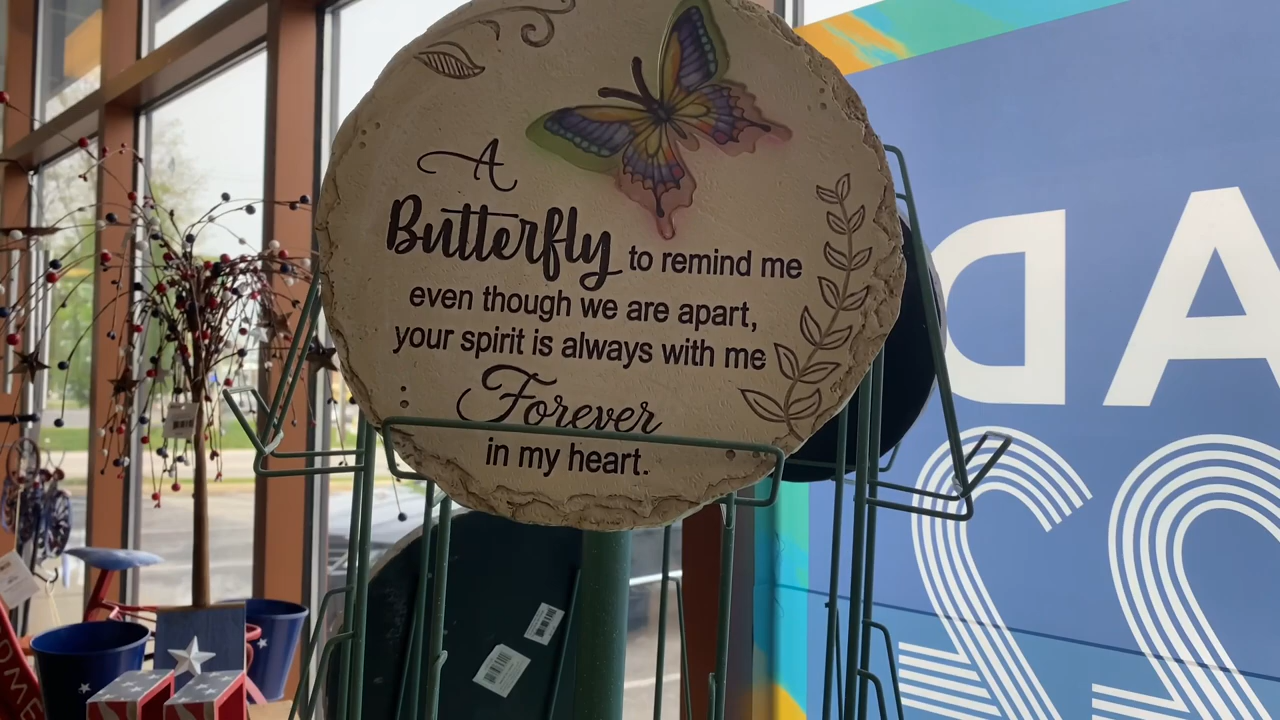 A
Butterfly to remind me
even though we are apart,
your spirit is always with me
Forever
in my heart.